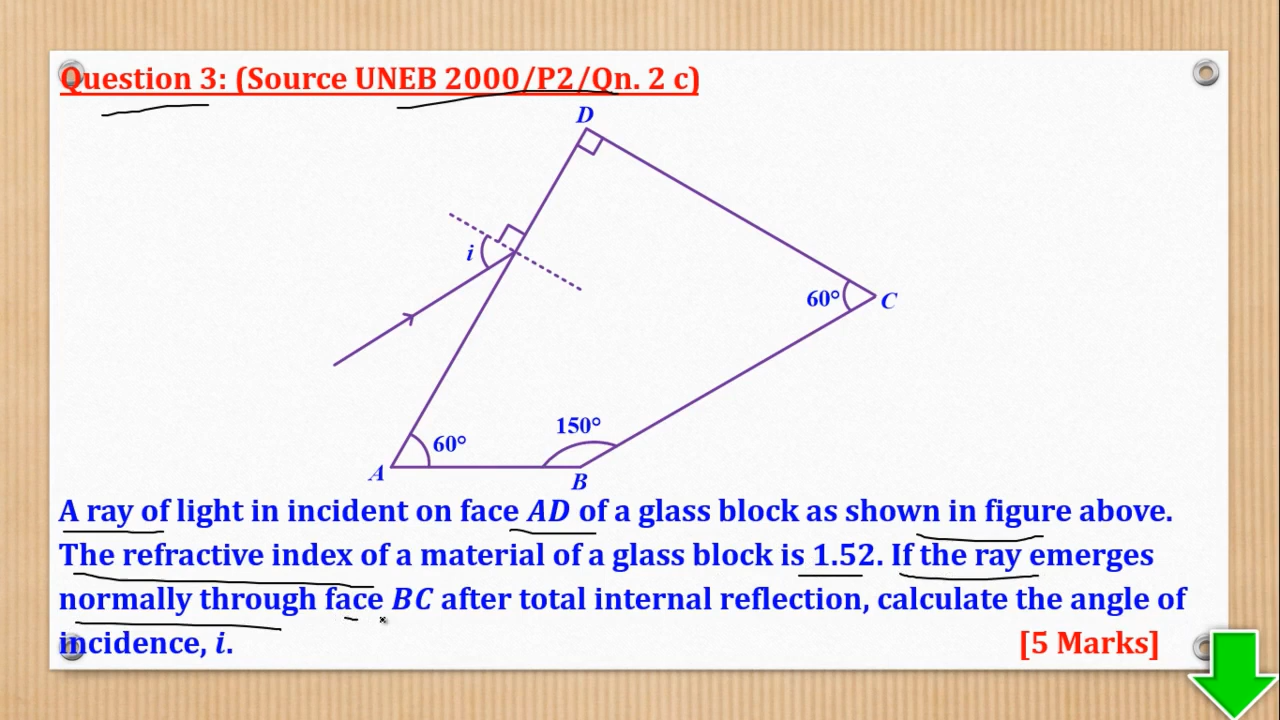 Question 3: (Source UNEB 2000/P2/Qn. 2 c)
D
i
60°
C
150°
60°
A
B
A ray of light in incident on face AD of a glass block as shown in figure above.
The refractive index of a material of a glass block is 1.52. If the ray emerges
normally through face BC after total internal reflection, calculate the angle of
incidence, i. [5 Marks]